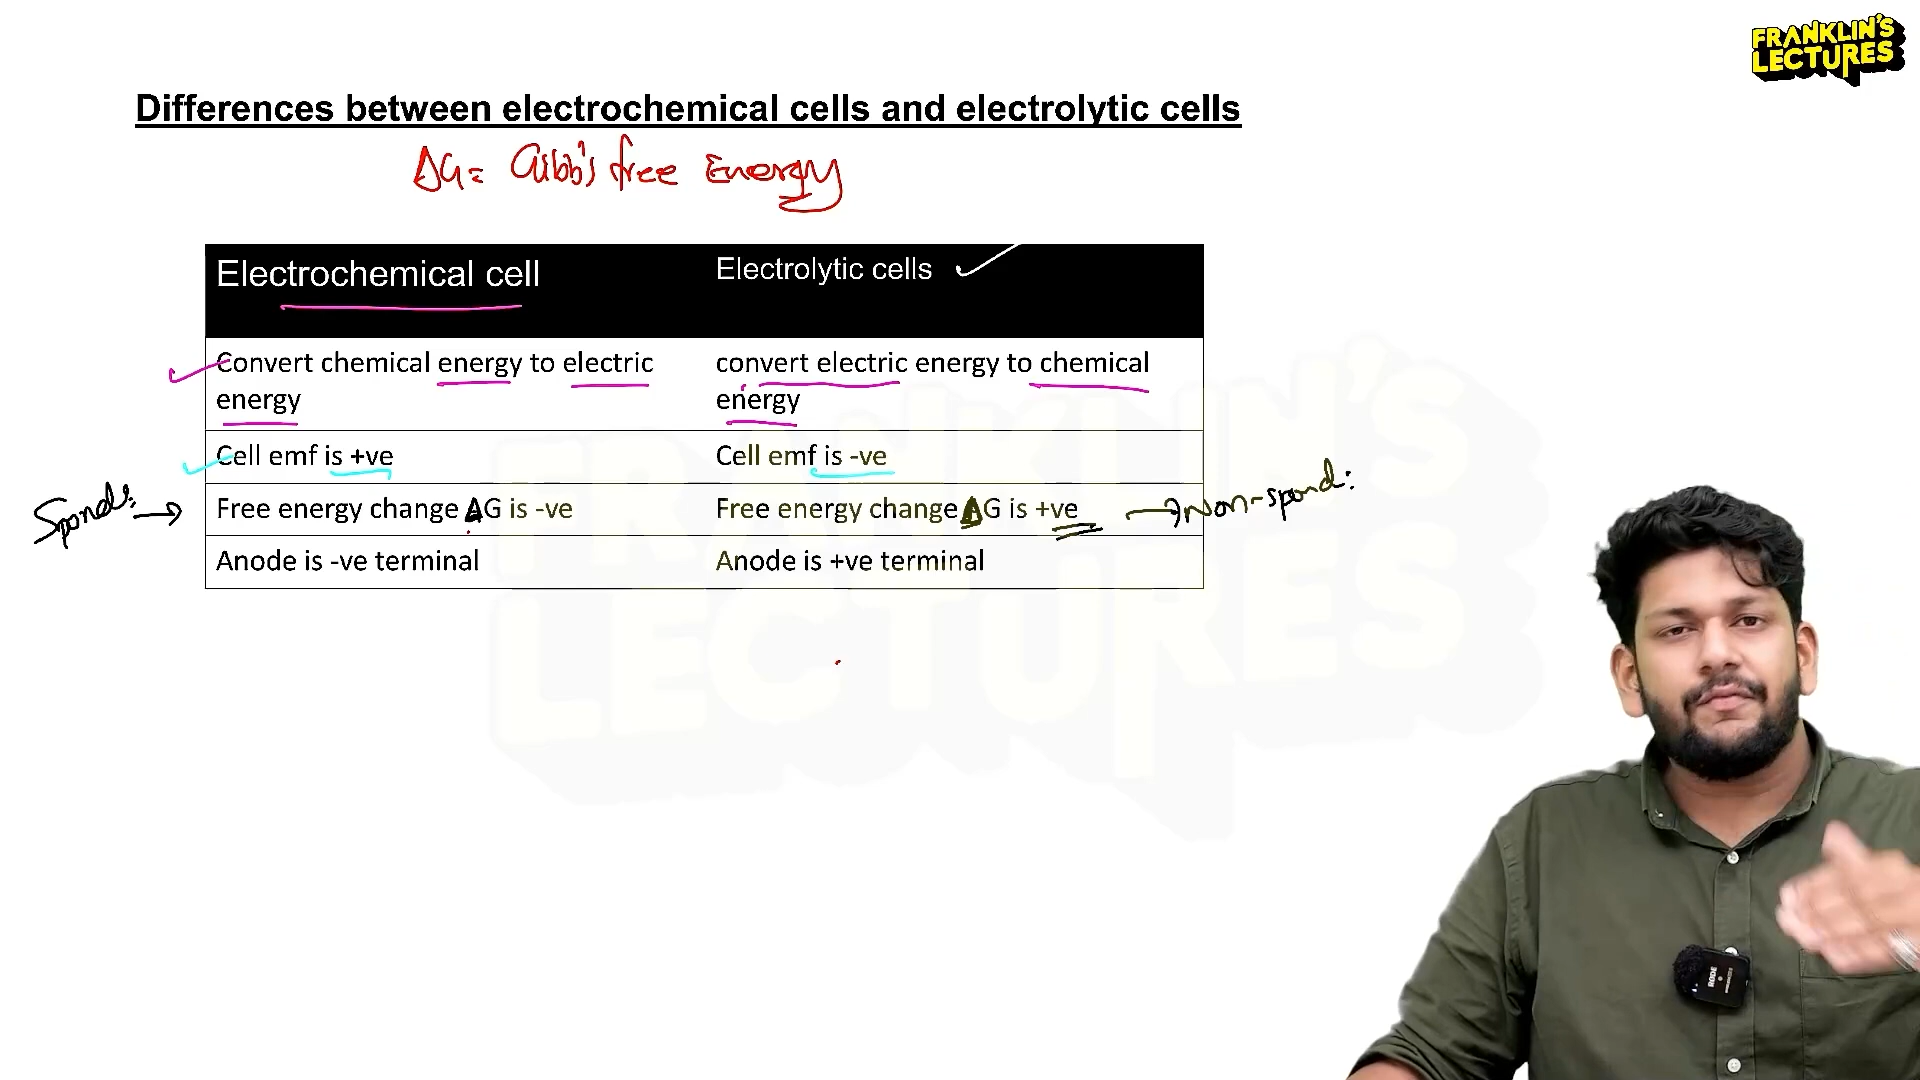 FRANKLIN'S
LECTURES
Differences between electrochemical cells and electrolytic cells
ΔG = Gibb's free Energy
Electrochemical cell
Electrolytic cells
Convert chemical energy to electric
energy
convert electric energy to chemical
energy
Cell emf is +ve
Cell emf is -ve
Free energy change ΔG is -ve
Free energy change ΔG is +ve
Non-spond:
Anode is -ve terminal
Anode is +ve terminal
FRANKLIN'S
LECTURES
RODE